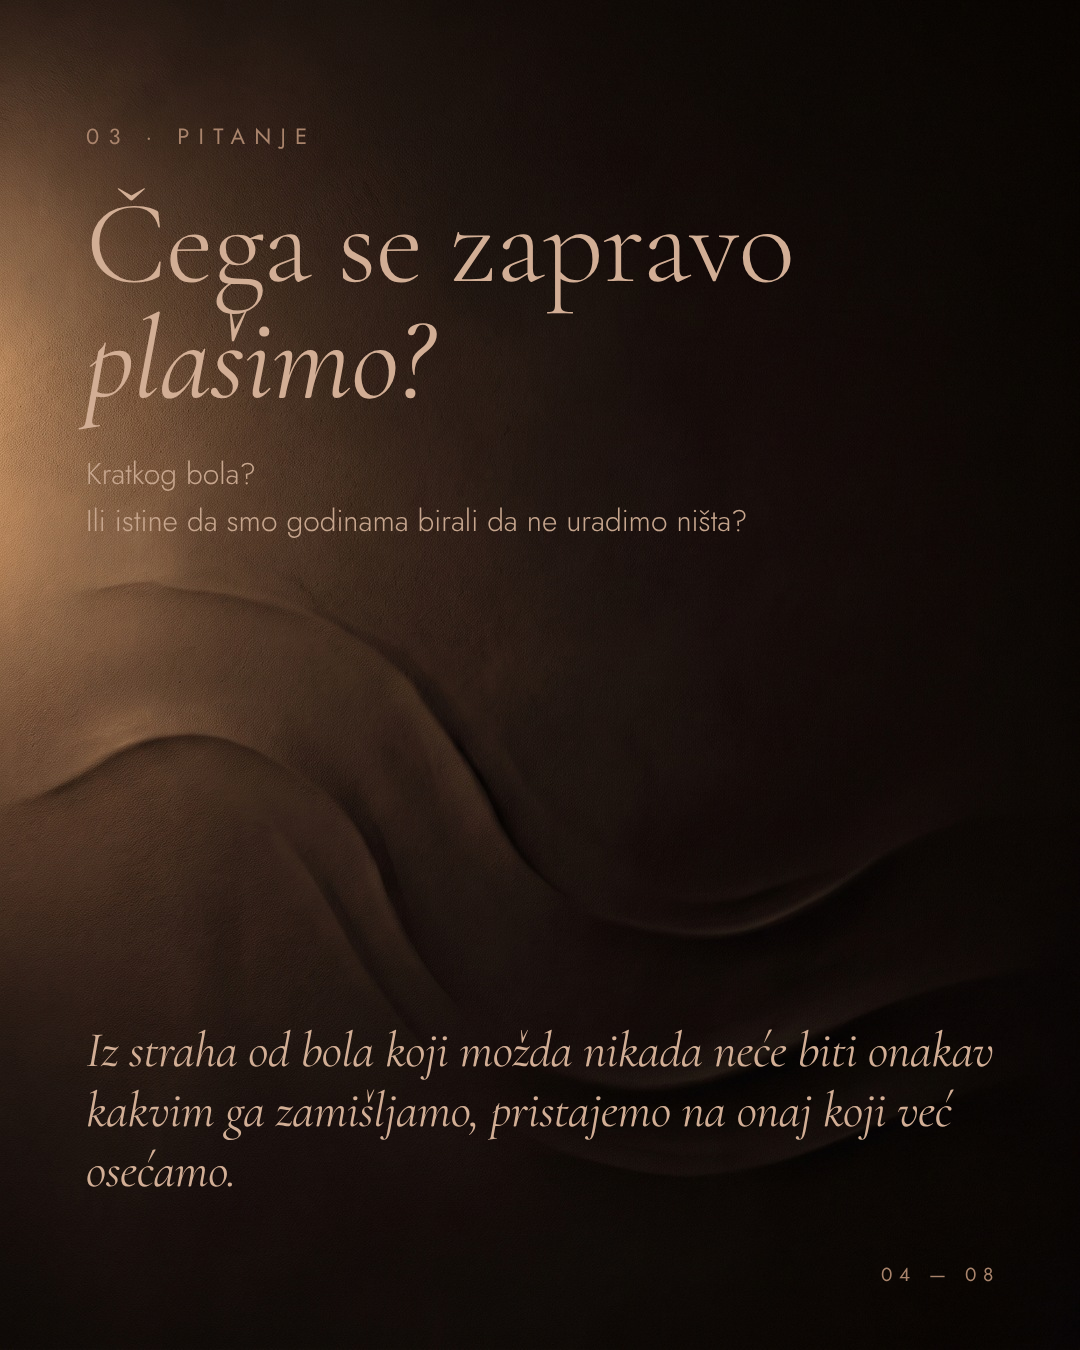 03 · PITANJE
Čega se zapravo
plašimo?
Kratkog bola?
Ili istine da smo godinama birali da ne uradimo ništa?
Iz straha od bola koji možda nikada neće biti onakav
kakvim ga zamišljamo, pristajemo na onaj koji već
osećamo.
04 — 08